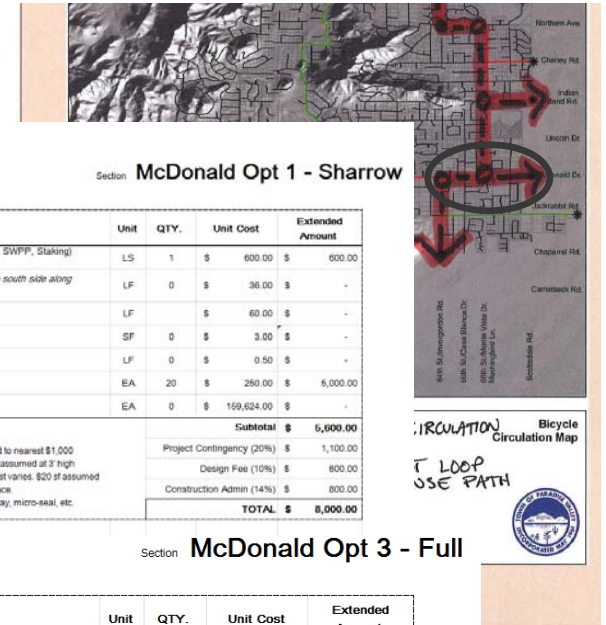 Northern Ave
Cheney Rd.
Indian
Bend Rd.
Lincoln Dr.
nald Dr.
Jackrabbit Rd.
Chaparral Rd.
Camelback Rd.
Scottsdale Rd.
Section McDonald Opt 1 - Sharrow
Unit QTY. Unit Cost Extended Amount
SWPP, Staking) LS 1 $ 600.00 $ 600.00
south side along LF 0 $ 36.00 $ -
LF $ 60.00 $ -
SF 0 $ 3.00 $ -
LF 0 $ 0.50 $ -
EA 20 $ 250.00 $ 5,000.00
EA 0 $ 159,624.00 $ -
Subtotal $ 5,600.00
Project Contingency (20%) $ 1,100.00
Design Fee (10%) $ 600.00
Construction Admin (14%) $ 800.00
TOTAL $ 8,000.00
d to nearest $1,000
assumed at 3' high
st varies. $20 sf assumed
ce.
ay, micro-seal, etc.
CIRCULATION
T LOOP
USE PATH
Bicycle
Circulation Map
TOWN OF PARADISE VALLEY
Section McDonald Opt 3 - Full
Unit QTY. Unit Cost Extended